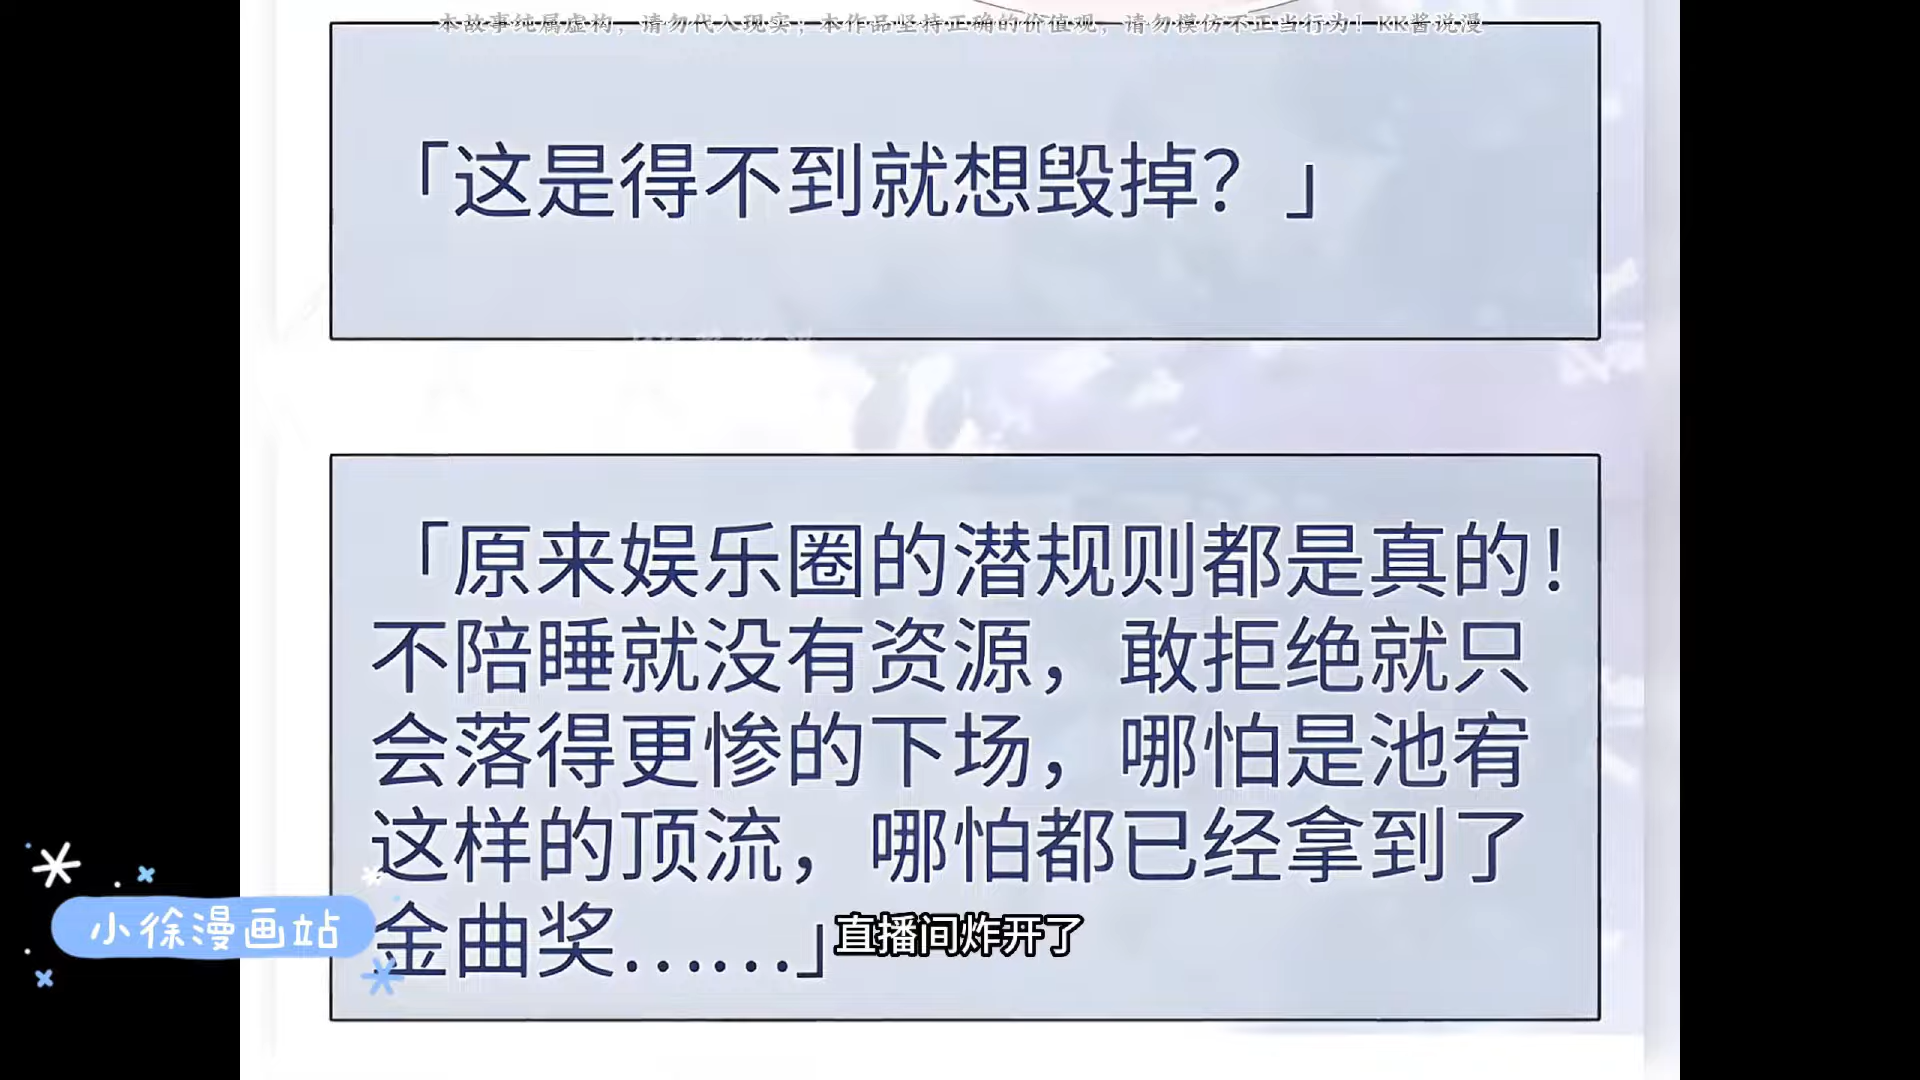 本故事纯属虚构，请勿代入现实；本作品坚持正确的价值观，请勿模仿不正当行为！KK酱说漫
「这是得不到就想毁掉？」
「原来娱乐圈的潜规则都是真的！
不陪睡就没有资源，敢拒绝就只
会落得更惨的下场，哪怕是池宥
这样的顶流，哪怕都已经拿到了
金曲奖……」
直播间炸开了
小徐漫画站